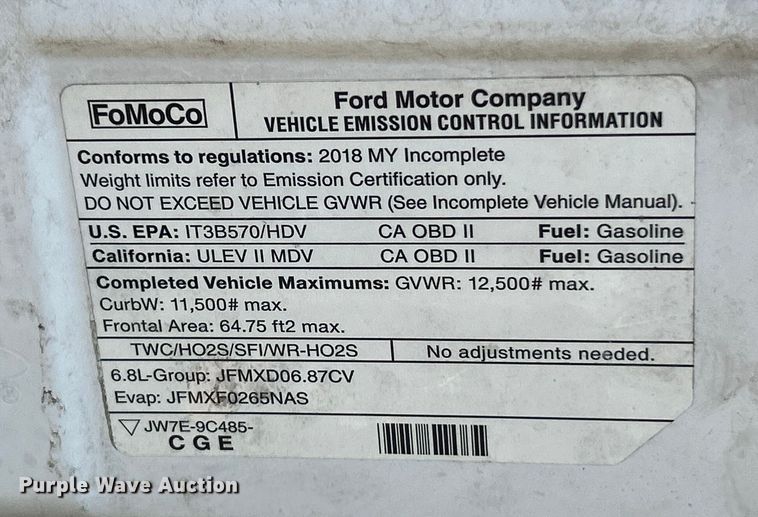 FoMoCo
Ford Motor Company
VEHICLE EMISSION CONTROL INFORMATION
Conforms to regulations: 2018 MY Incomplete
Weight limits refer to Emission Certification only.
DO NOT EXCEED VEHICLE GVWR (See Incomplete Vehicle Manual).
U.S. EPA: IT3B570/HDV CA OBD II Fuel: Gasoline
California: ULEV II MDV CA OBD II Fuel: Gasoline
Completed Vehicle Maximums: GVWR: 12,500# max.
CurbW: 11,500# max.
Frontal Area: 64.75 ft2 max.
TWC/HO2S/SFI/WR-HO2S No adjustments needed.
6.8L-Group: JFMXD06.87CV
Evap: JFMXF0265NAS
▽ JW7E-9C485-
CGE
Purple Wave Auction